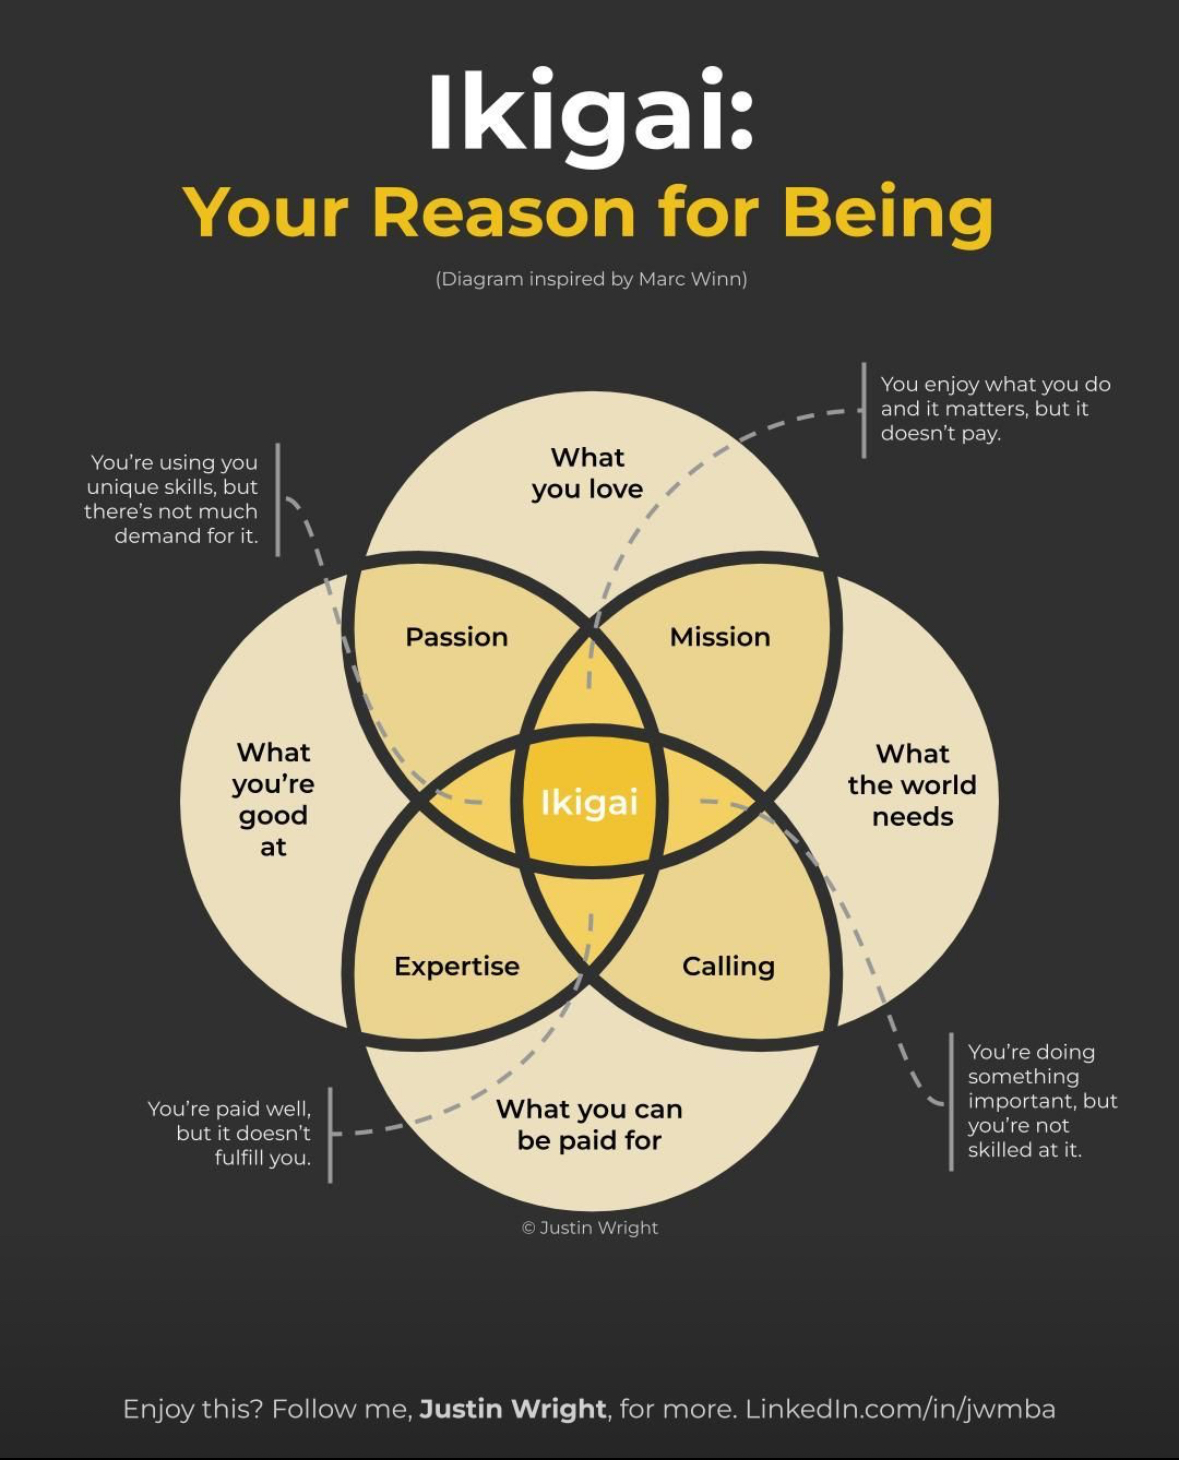 Ikigai:
Your Reason for Being
(Diagram inspired by Marc Winn)
You enjoy what you do
and it matters, but it
doesn't pay.
You're using you
unique skills, but
there's not much
demand for it.
What
you love
Passion
Mission
What
you're
good
at
Ikigai
What
the world
needs
Expertise
Calling
You're doing
something
important, but
you're not
skilled at it.
You're paid well,
but it doesn't
fulfill you.
What you can
be paid for
© Justin Wright
Enjoy this? Follow me, Justin Wright, for more. LinkedIn.com/in/jwmba